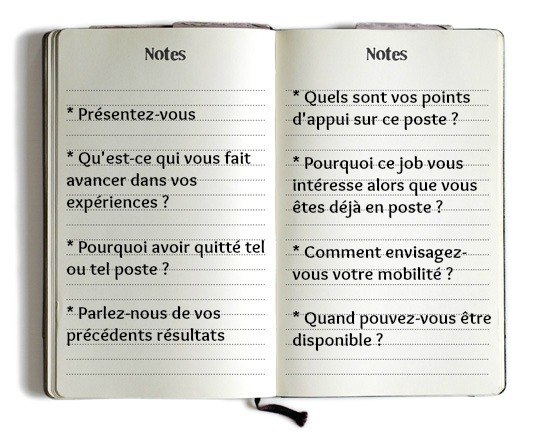 Notes
* Présentez-vous
* Qu'est-ce qui vous fait
avancer dans vos
expériences ?
* Pourquoi avoir quitté tel
ou tel poste ?
* Parlez-nous de vos
précédents résultats
Notes
* Quels sont vos points
d'appui sur ce poste ?
* Pourquoi ce job vous
intéresse alors que vous
êtes déjà en poste ?
* Comment envisagez-
vous votre mobilité ?
* Quand pouvez-vous être
disponible ?